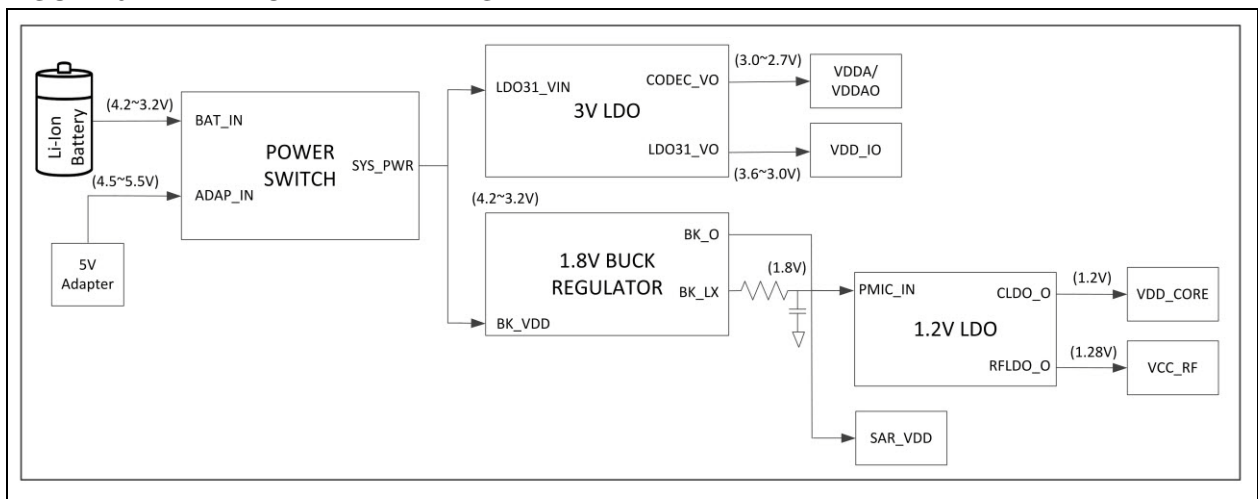 Li-Ion
Battery
(4.2~3.2V)
(4.5~5.5V)
5V
Adapter
BAT_IN
ADAP_IN
POWER
SWITCH
SYS_PWR
LDO31_VIN
3V LDO
CODEC_VO
LDO31_VO
(3.0~2.7V)
VDDA/
VDDAO
VDD_IO
(3.6~3.0V)
(4.2~3.2V)
1.8V BUCK
REGULATOR
BK_O
BK_LX
BK_VDD
(1.8V)
PMIC_IN
1.2V LDO
CLDO_O
RFLDO_O
(1.2V)
VDD_CORE
(1.28V)
VCC_RF
SAR_VDD